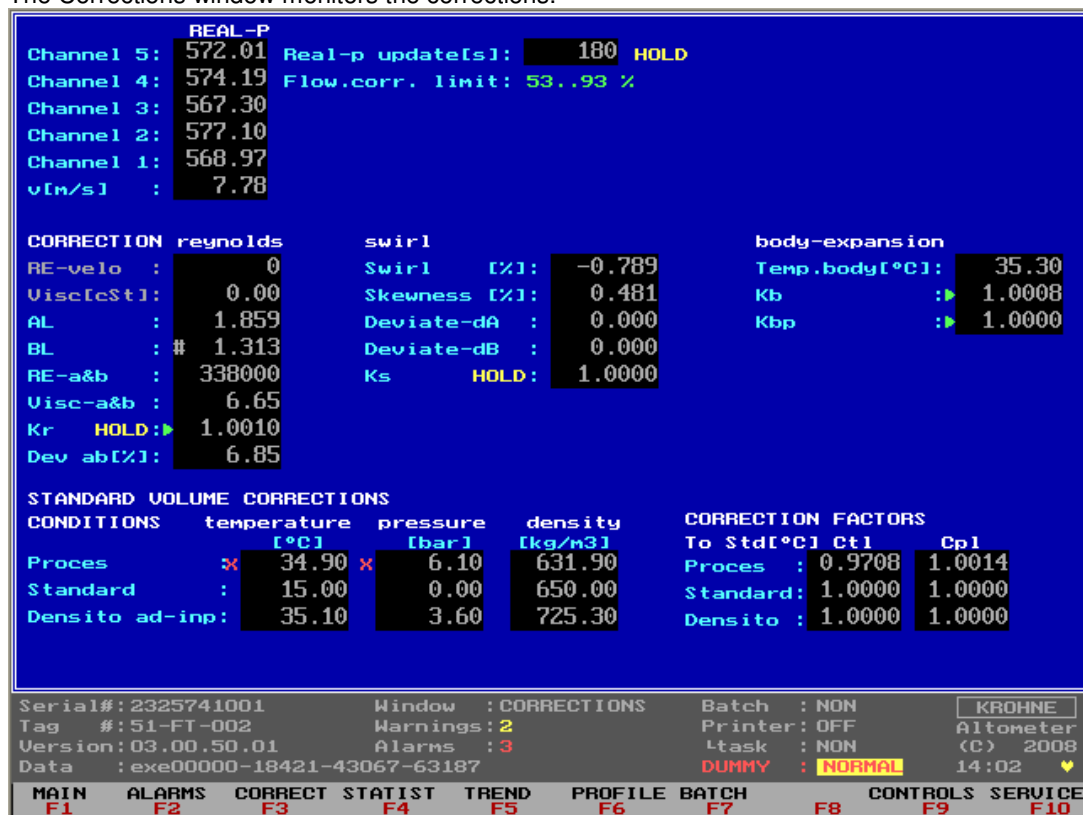 The Corrections window monitors the corrections.
REAL-P
Channel 5: 572.01 Real-p update[s]: 180 HOLD
Channel 4: 574.19 Flow.corr. limit: 53..93 %
Channel 3: 567.30
Channel 2: 577.10
Channel 1: 568.97
v[m/s] : 7.78
CORRECTION reynolds swirl body-expansion
RE-velo : 0 Swirl [%]: -0.789 Temp.body[°C]: 35.30
Visc[cSt]: 0.00 Skewness [%]: 0.481 Kb :► 1.0008
AL : 1.859 Deviate-dA : 0.000 Kbp :► 1.0000
BL : # 1.313 Deviate-dB : 0.000
RE-a&b : 338000 Ks HOLD: 1.0000
Visc-a&b : 6.65
Kr HOLD:► 1.0010
Dev ab[%]: 6.85
STANDARD VOLUME CORRECTIONS
CONDITIONS temperature pressure density CORRECTION FACTORS
[°C] [bar] [kg/m3] To Std[°C] Ctl Cpl
Proces :x 34.90 x 6.10 631.90 Proces : 0.9708 1.0014
Standard : 15.00 0.00 650.00 Standard: 1.0000 1.0000
Densito ad-inp: 35.10 3.60 725.30 Densito : 1.0000 1.0000
Serial#:2325741001 Window :CORRECTIONS Batch :NON KROHNE
Tag #:51-FT-002 Warnings:2 Printer:OFF Altometer
Version:03.00.50.01 Alarms :3 Ltask :NON (C) 2008
Data :exe00000-18421-43067-63187 DUMMY : NORMAL 14:02 ♥
MAIN ALARMS CORRECT STATIST TREND PROFILE BATCH CONTROLS SERVICE
F1 F2 F3 F4 F5 F6 F7 F8 F9 F10